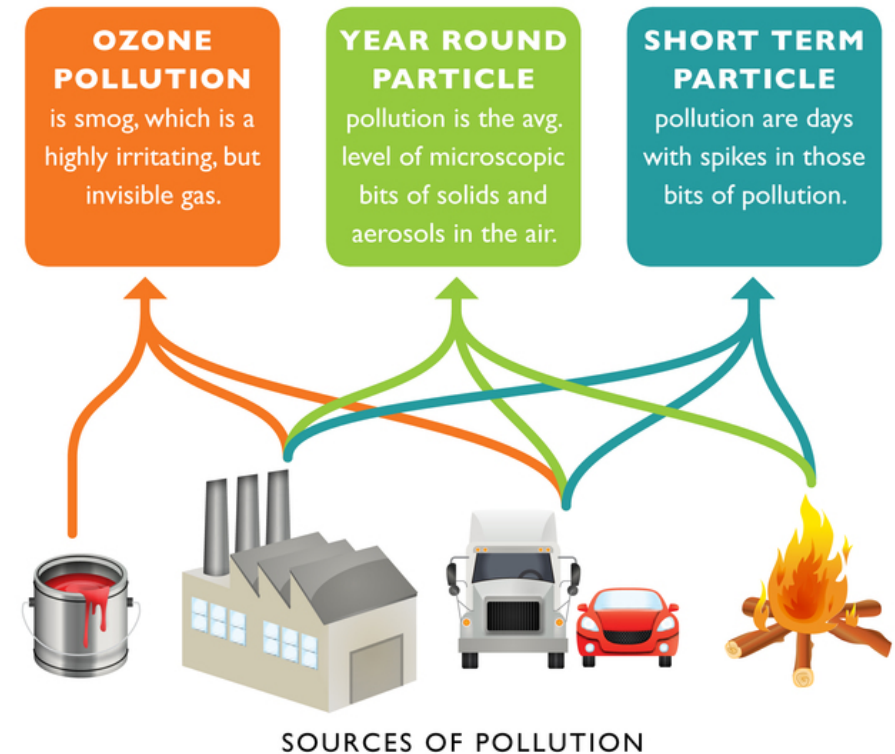 OZONE
POLLUTION
is smog, which is a
highly irritating, but
invisible gas.
YEAR ROUND
PARTICLE
pollution is the avg.
level of microscopic
bits of solids and
aerosols in the air.
SHORT TERM
PARTICLE
pollution are days
with spikes in those
bits of pollution.
SOURCES OF POLLUTION